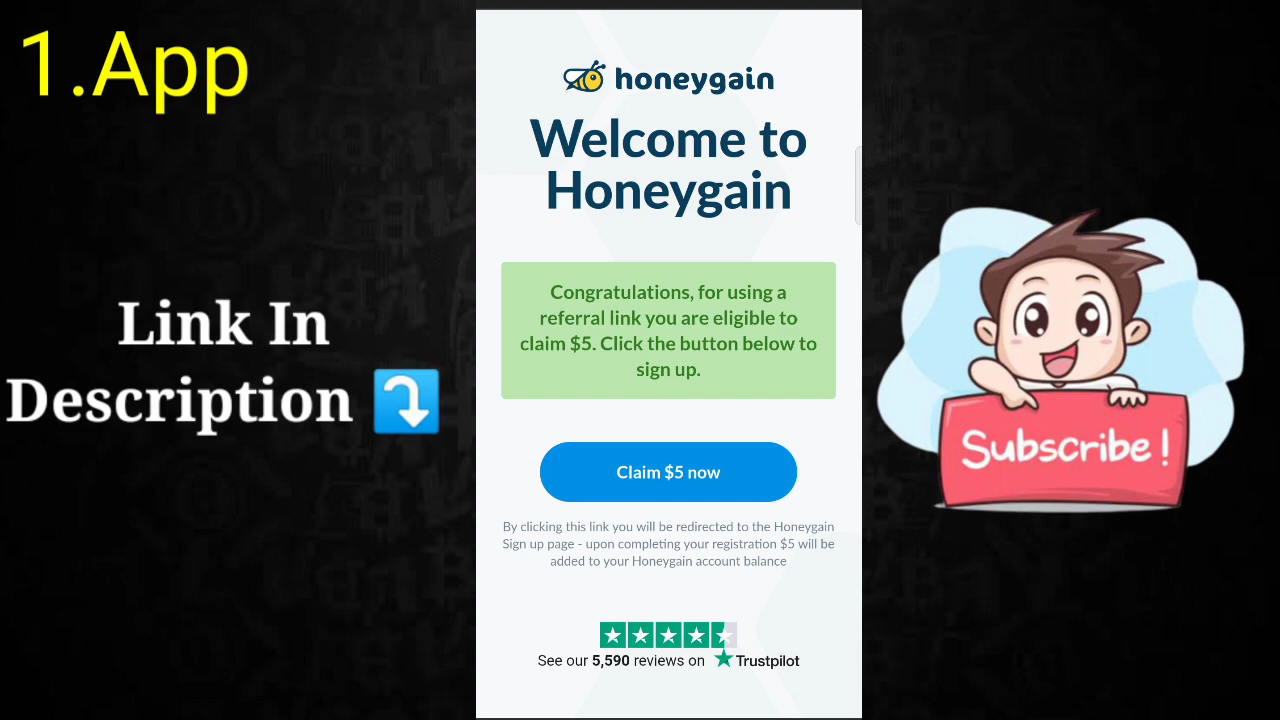 1.App
Link In
Description ⤵️
honeygain
Welcome to
Honeygain
Congratulations, for using a
referral link you are eligible to
claim $5. Click the button below to
sign up.
Claim $5 now
By clicking this link you will be redirected to the Honeygain
Sign up page - upon completing your registration $5 will be
added to your Honeygain account balance
See our 5,590 reviews on Trustpilot
Subscribe!